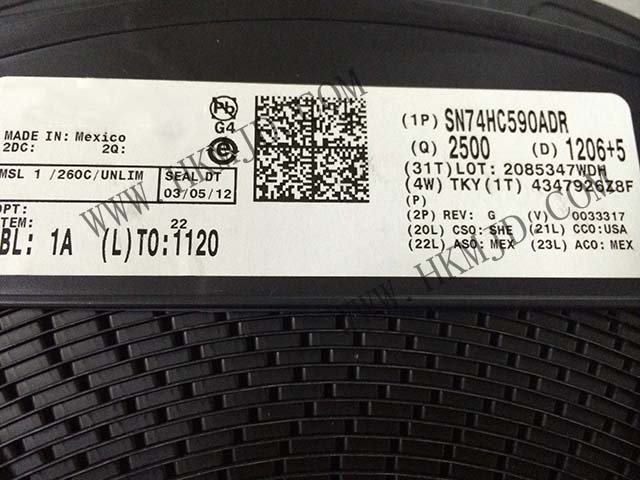 Pb
G4
e
MADE IN: Mexico
2DC: 2Q:
MSL 1 /260C/UNLIM
SEAL DT
03/05/12
OPT:
ITEM:
22
BL: 1A (L)TO:1120
(1P) SN74HC590ADR
(Q) 2500 (D) 1206+5
(31T)LOT: 2085347WDH
(4W) TKY(1T) 4347926Z8F
(P)
(2P) REV: G (V) 0033317
(20L) CSO: SHE (21L) CCO:USA
(22L) ASO: MEX (23L) ACO: MEX
WWW.HKMJD.COM
WWW.HKMJD.COM